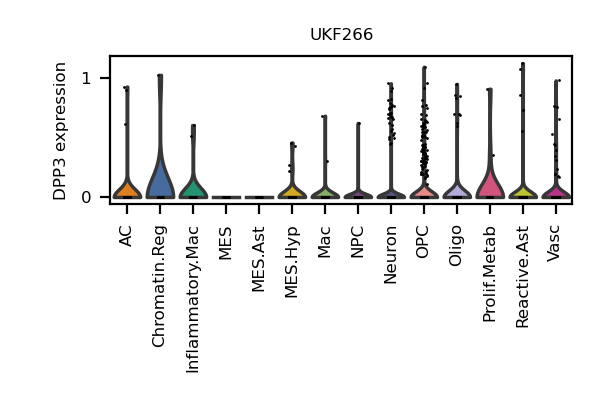 UKF266
DPP3 expression
1
0
AC
Chromatin.Reg
Inflammatory.Mac
MES
MES.Ast
MES.Hyp
Mac
NPC
Neuron
OPC
Oligo
Prolif.Metab
Reactive.Ast
Vasc